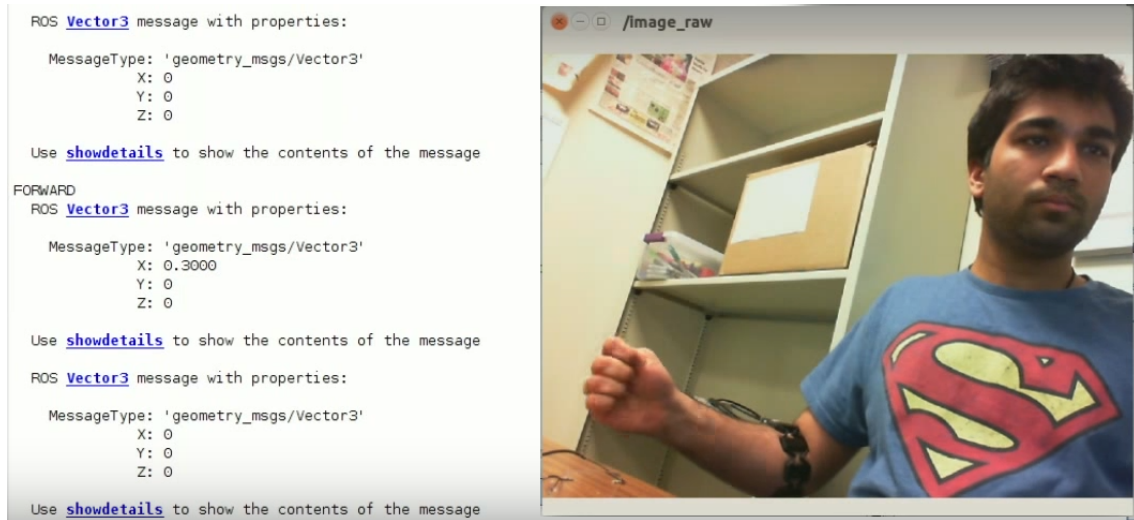 ROS Vector3 message with properties:
MessageType: 'geometry_msgs/Vector3'
X: 0
Y: 0
Z: 0
Use showdetails to show the contents of the message
FORWARD
ROS Vector3 message with properties:
MessageType: 'geometry_msgs/Vector3'
X: 0.3000
Y: 0
Z: 0
Use showdetails to show the contents of the message
ROS Vector3 message with properties:
MessageType: 'geometry_msgs/Vector3'
X: 0
Y: 0
Z: 0
Use showdetails to show the contents of the message
/image_raw
S